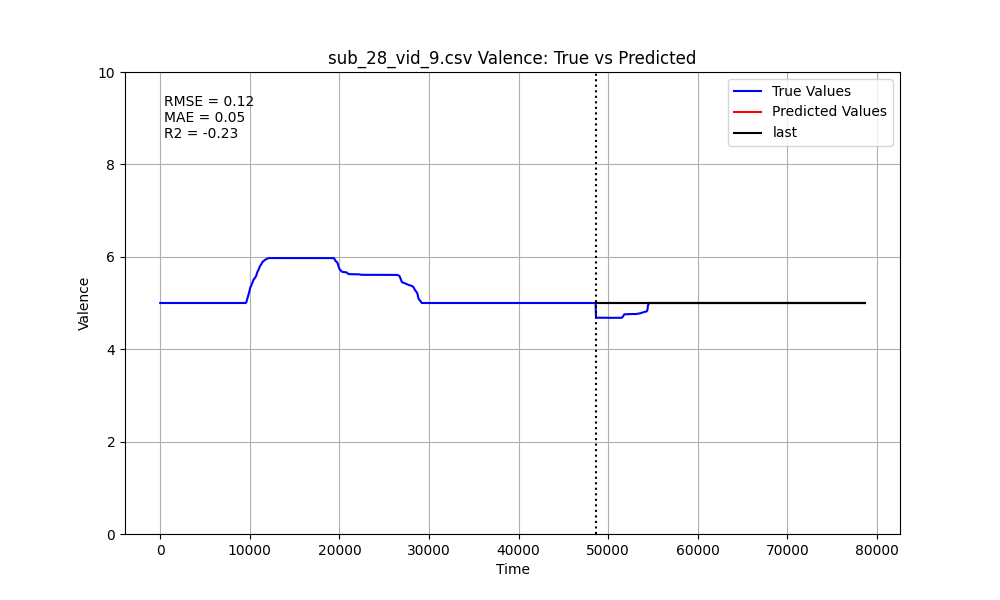 sub_28_vid_9.csv Valence: True vs Predicted
RMSE = 0.12
MAE = 0.05
R2 = -0.23
True Values
Predicted Values
last
Valence
10
8
6
4
2
0
0 10000 20000 30000 40000 50000 60000 70000 80000
Time